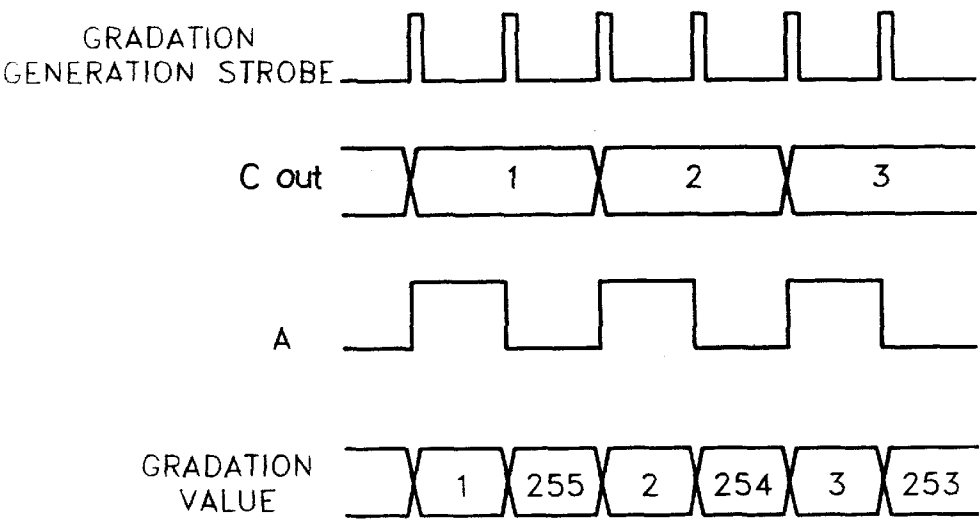 GRADATION
GENERATION STROBE
C out 1 2 3
A
GRADATION
VALUE
1 255 2 254 3 253